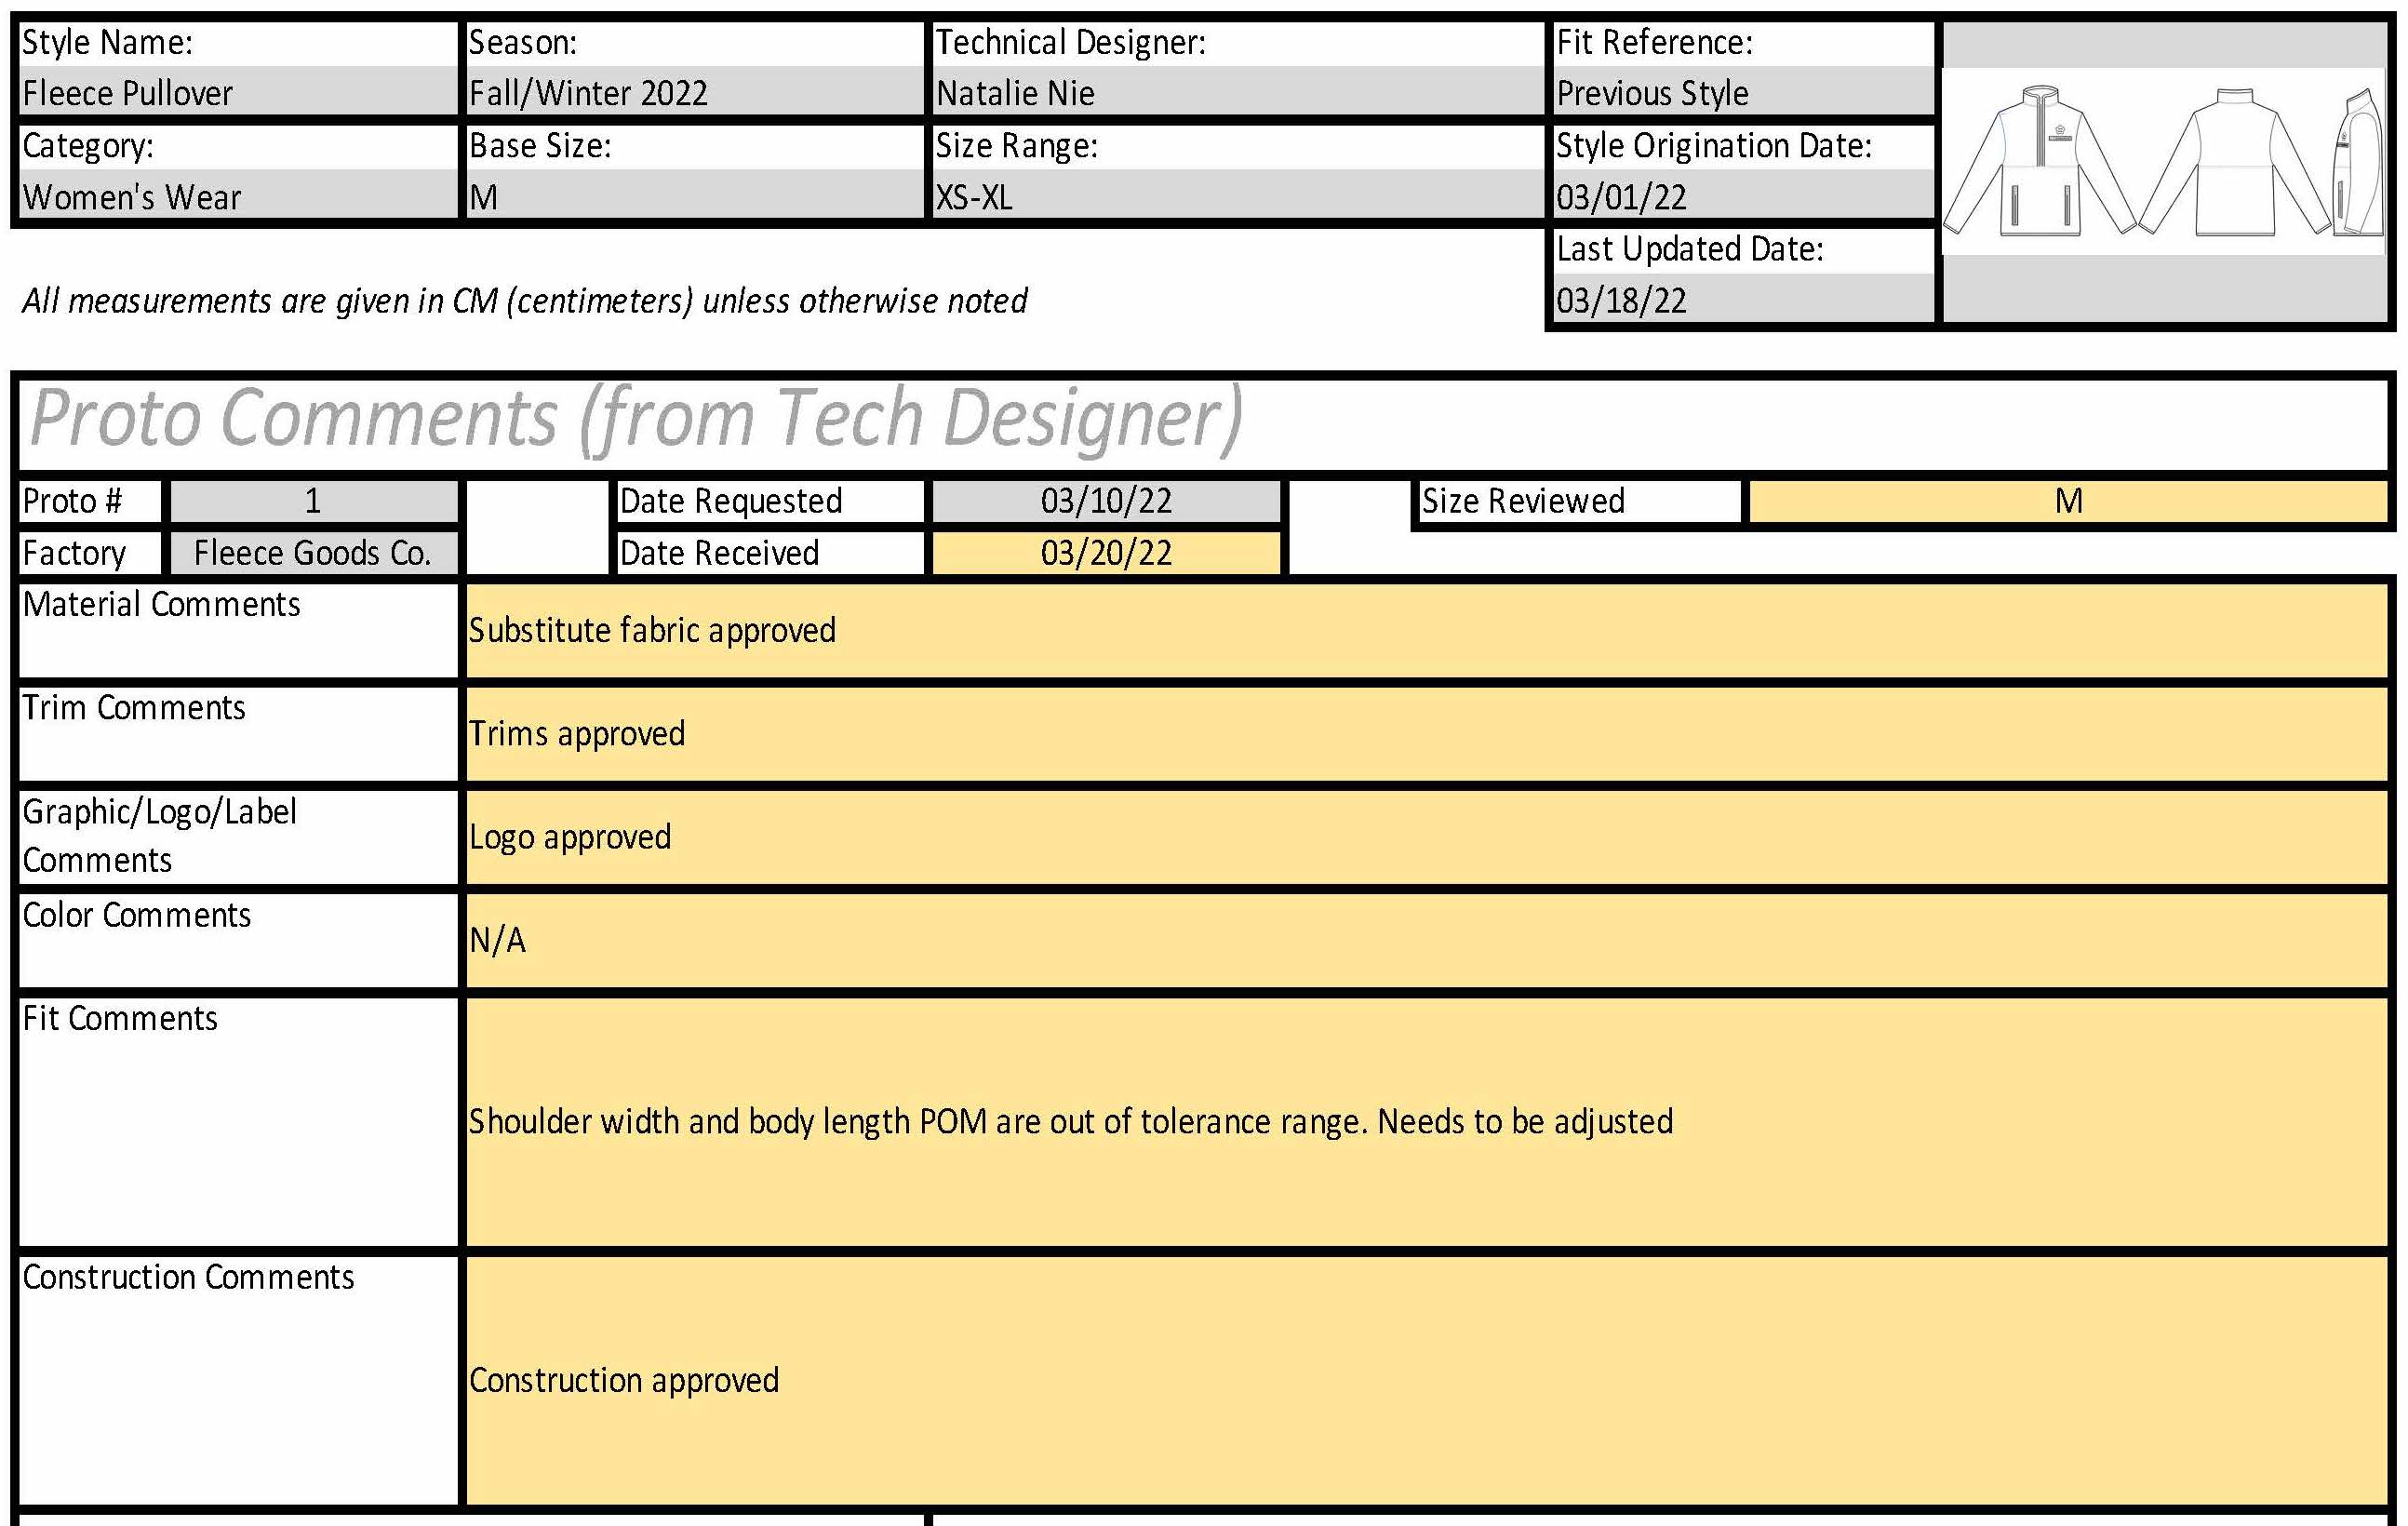 Style Name:
Season:
Technical Designer:
Fit Reference:
Fleece Pullover
Fall/Winter 2022
Natalie Nie
Previous Style
Category:
Base Size:
Size Range:
Style Origination Date:
Women's Wear
M
XS-XL
03/01/22
Last Updated Date:
All measurements are given in CM (centimeters) unless otherwise noted
03/18/22
Proto Comments (from Tech Designer)
Proto #
1
Date Requested
03/10/22
Size Reviewed
M
Factory
Fleece Goods Co.
Date Received
03/20/22
Material Comments
Substitute fabric approved
Trim Comments
Trims approved
Graphic/Logo/Label
Comments
Logo approved
Color Comments
N/A
Fit Comments
Shoulder width and body length POM are out of tolerance range. Needs to be adjusted
Construction Comments
Construction approved